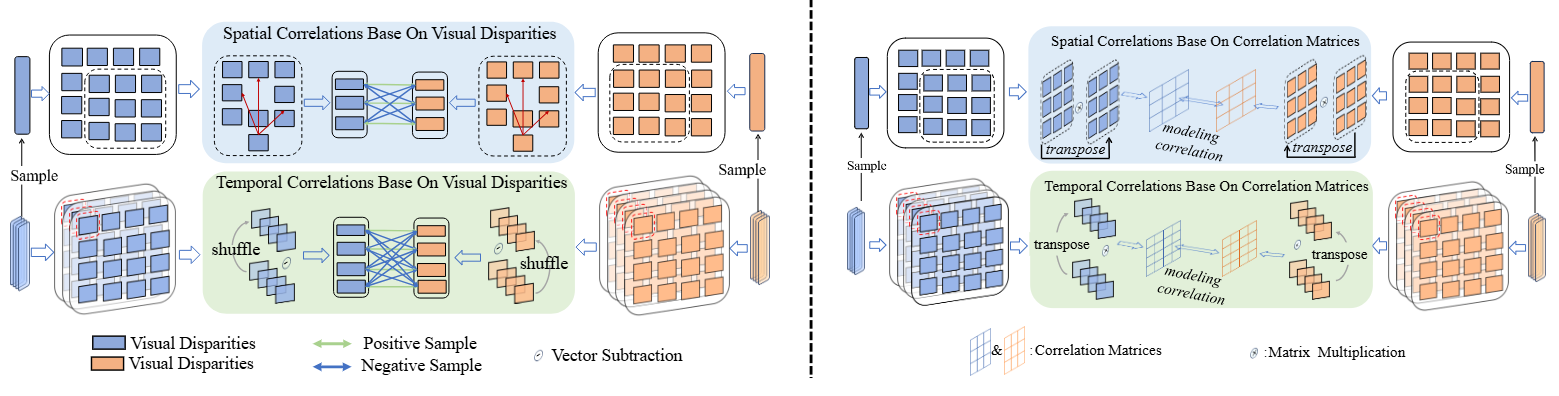 Spatial Correlations Base On Visual Disparities
Sample
Sample
Temporal Correlations Base On Visual Disparities
shuffle
shuffle
Visual Disparities
Visual Disparities
Positive Sample
Negative Sample
Vector Subtraction
Spatial Correlations Base On Correlation Matrices
modeling
correlation
transpose
transpose
Sample
Sample
Temporal Correlations Base On Correlation Matrices
transpose
transpose
modeling
correlation
& :Correlation Matrices
:Matrix Multiplication